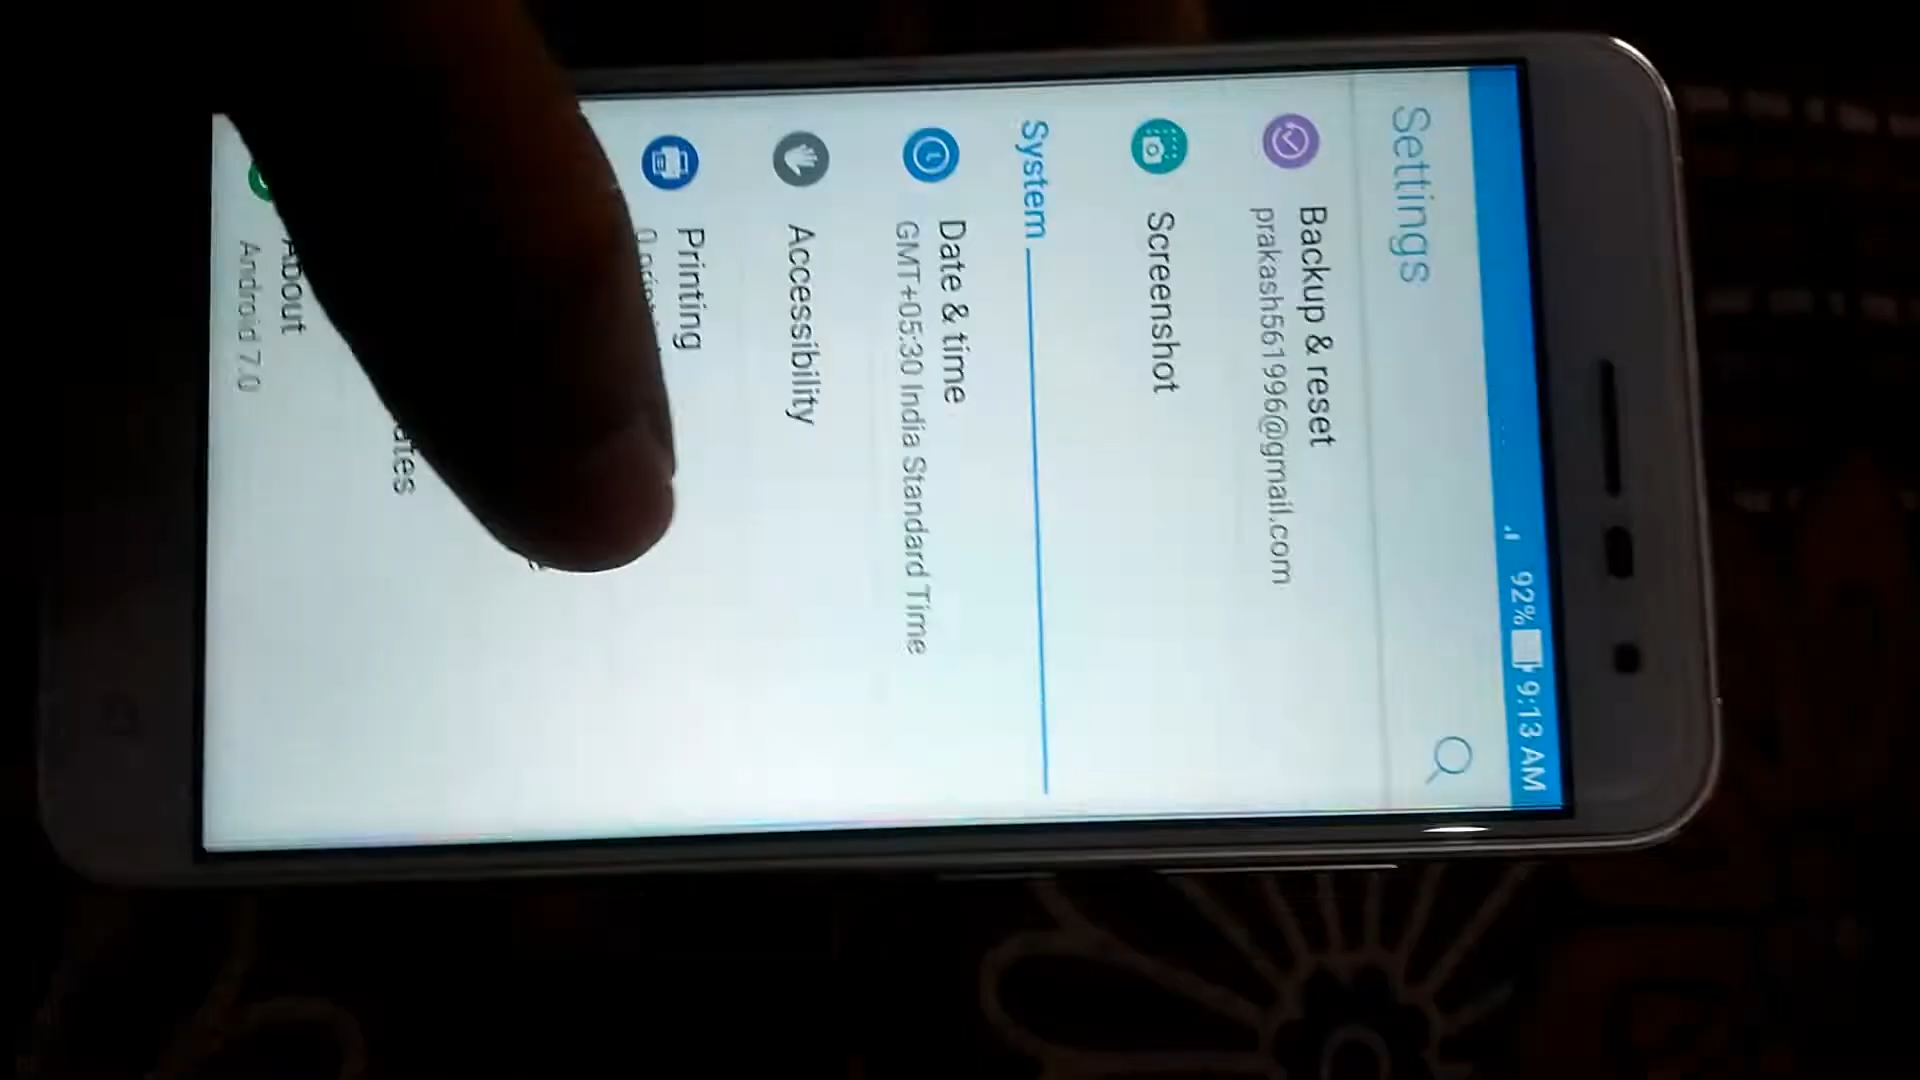 92% 9:13 AM
Settings
Backup & reset
prakash561996@gmail.com
Screenshot
System
Date & time
GMT+05:30 India Standard Time
Accessibility
Printing
About
Android 7.0